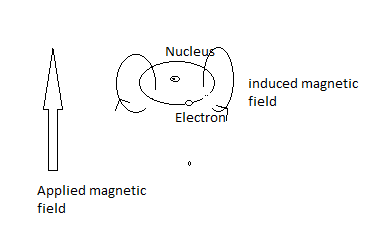 Nucleus
induced magnetic
field
Electron
Applied magnetic
field